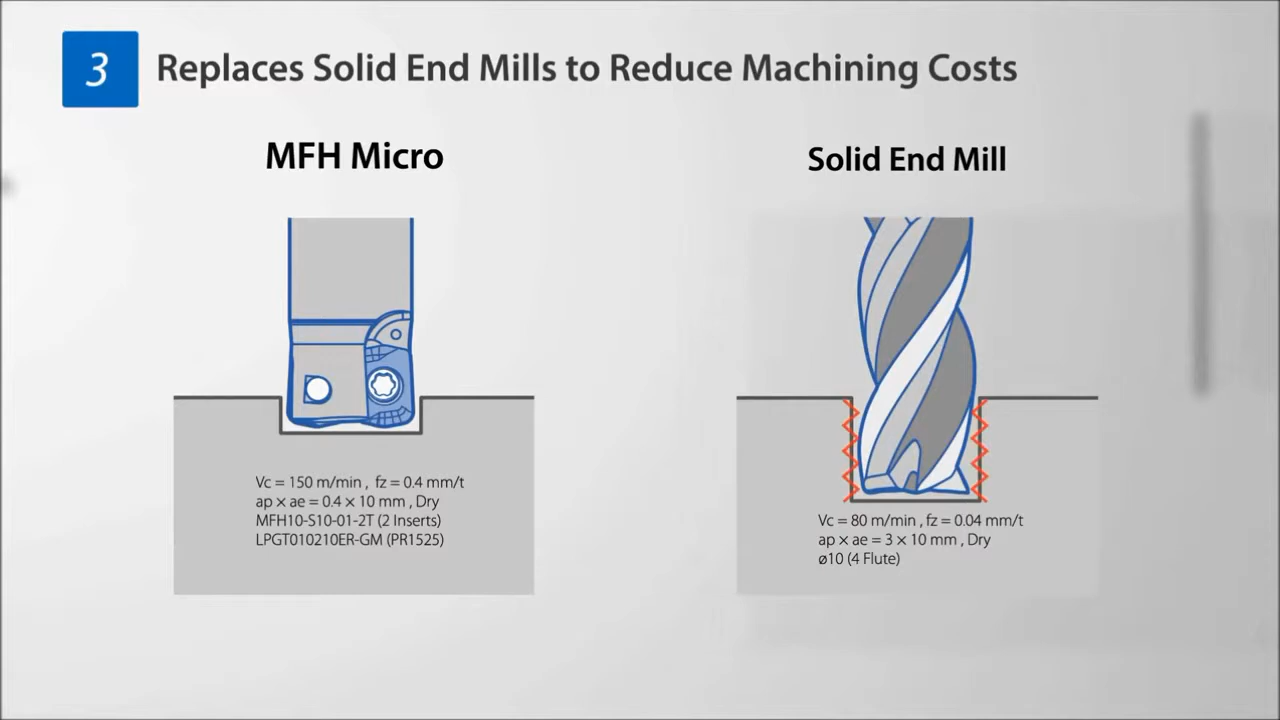 3
Replaces Solid End Mills to Reduce Machining Costs
MFH Micro
Vc = 150 m/min , fz = 0.4 mm/t
ap × ae = 0.4 × 10 mm , Dry
MFH10-S10-01-2T (2 Inserts)
LPGT010210ER-GM (PR1525)
Solid End Mill
Vc = 80 m/min , fz = 0.04 mm/t
ap × ae = 3 × 10 mm , Dry
ø10 (4 Flute)